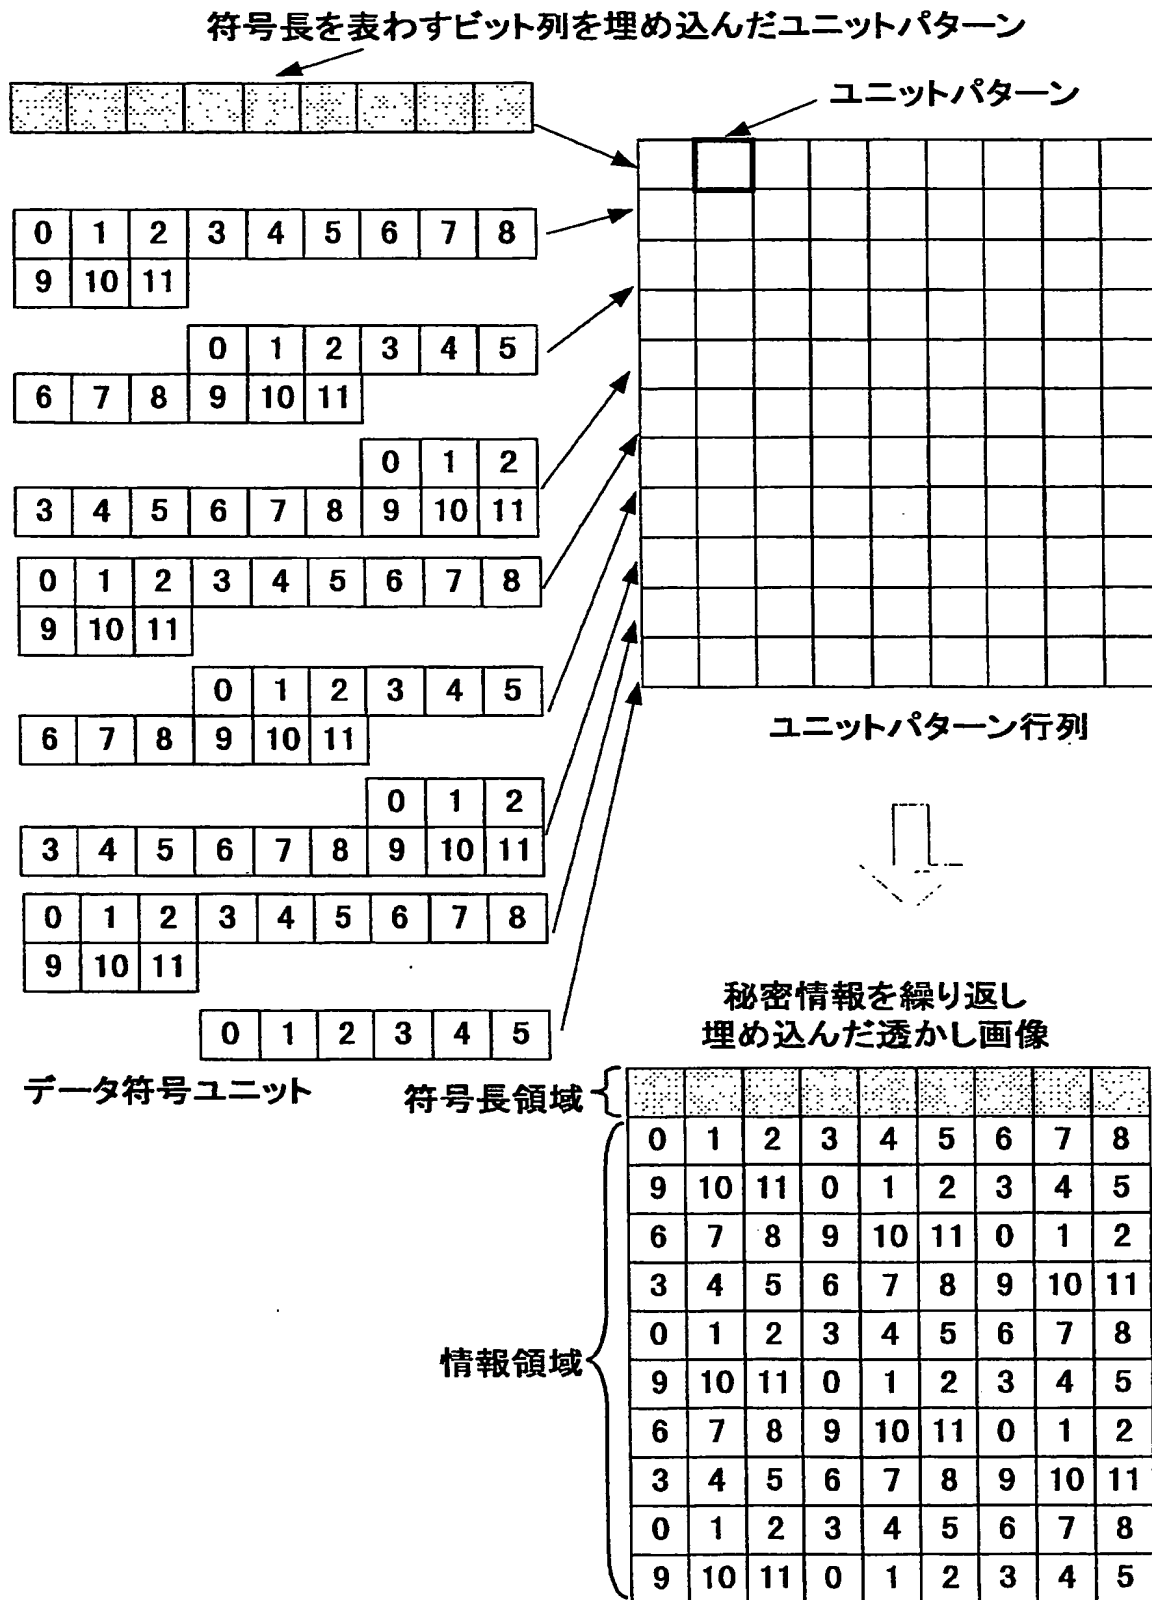 符号長を表わすビット列を埋め込んだユニットパターン
ユニットパターン
0 1 2 3 4 5 6 7 8
9 10 11
0 1 2 3 4 5
6 7 8 9 10 11
0 1 2
3 4 5 6 7 8 9 10 11
0 1 2 3 4 5 6 7 8
9 10 11
0 1 2 3 4 5
6 7 8 9 10 11
0 1 2
3 4 5 6 7 8 9 10 11
0 1 2 3 4 5 6 7 8
9 10 11
0 1 2 3 4 5
データ符号ユニット
ユニットパターン行列
秘密情報を繰り返し
埋め込んだ透かし画像
符号長領域
情報領域
0 1 2 3 4 5 6 7 8
9 10 11 0 1 2 3 4 5
6 7 8 9 10 11 0 1 2
3 4 5 6 7 8 9 10 11
0 1 2 3 4 5 6 7 8
9 10 11 0 1 2 3 4 5
6 7 8 9 10 11 0 1 2
3 4 5 6 7 8 9 10 11
0 1 2 3 4 5 6 7 8
9 10 11 0 1 2 3 4 5